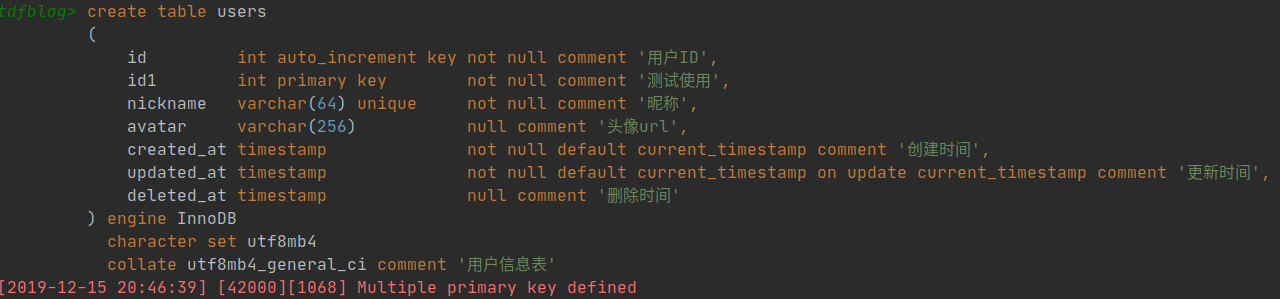 tdfblog> create table users
(
id int auto_increment key not null comment '用户ID',
id1 int primary key not null comment '测试使用',
nickname varchar(64) unique not null comment '昵称',
avatar varchar(256) null comment '头像url',
created_at timestamp not null default current_timestamp comment '创建时间',
updated_at timestamp not null default current_timestamp on update current_timestamp comment '更新时间',
deleted_at timestamp null comment '删除时间'
) engine InnoDB
character set utf8mb4
collate utf8mb4_general_ci comment '用户信息表'
[2019-12-15 20:46:39] [42000][1068] Multiple primary key defined